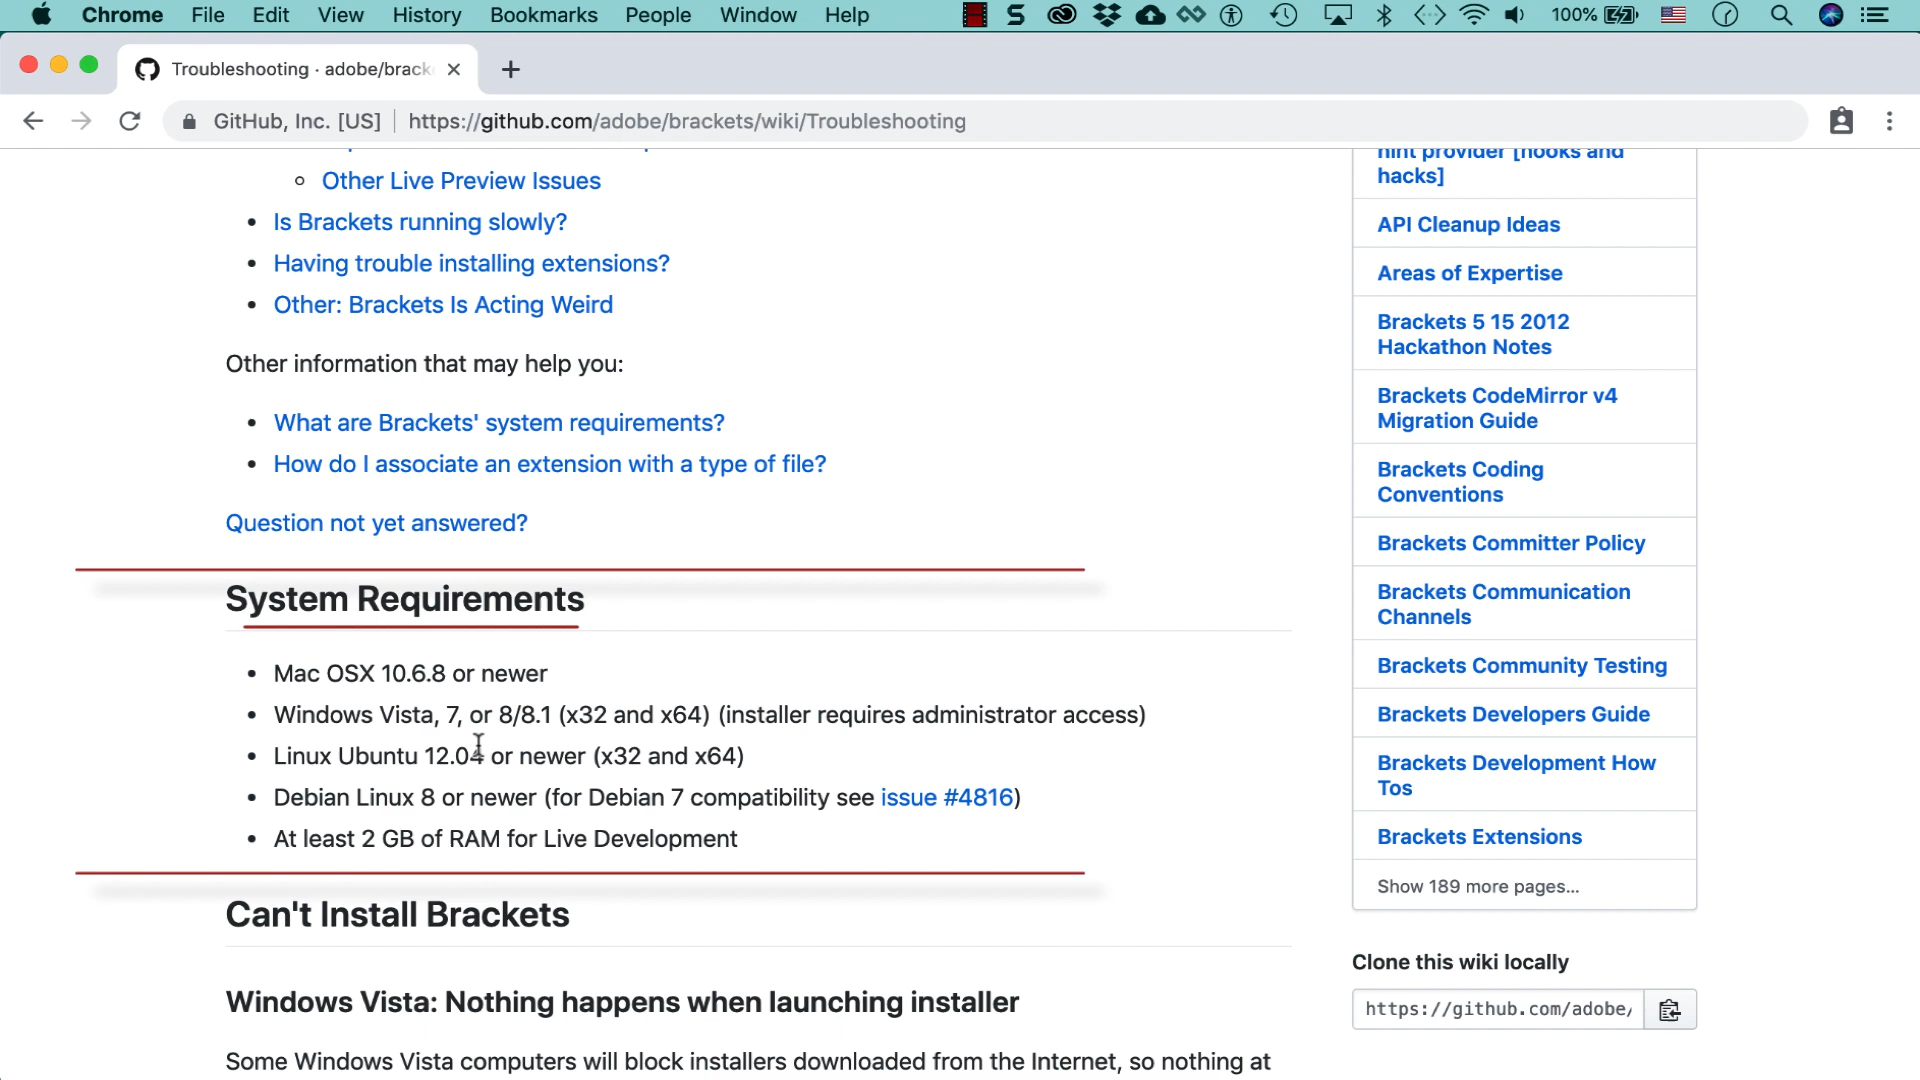 Chrome File Edit View History Bookmarks People Window Help 100%
Troubleshooting · adobe/brack
GitHub, Inc. [US] https://github.com/adobe/brackets/wiki/Troubleshooting
Other Live Preview Issues
Is Brackets running slowly?
Having trouble installing extensions?
Other: Brackets Is Acting Weird
Other information that may help you:
What are Brackets' system requirements?
How do I associate an extension with a type of file?
Question not yet answered?
System Requirements
Mac OSX 10.6.8 or newer
Windows Vista, 7, or 8/8.1 (x32 and x64) (installer requires administrator access)
Linux Ubuntu 12.04 or newer (x32 and x64)
Debian Linux 8 or newer (for Debian 7 compatibility see issue #4816)
At least 2 GB of RAM for Live Development
Can't Install Brackets
Windows Vista: Nothing happens when launching installer
Some Windows Vista computers will block installers downloaded from the Internet, so nothing at
hint provider [hooks and
hacks]
API Cleanup Ideas
Areas of Expertise
Brackets 5 15 2012
Hackathon Notes
Brackets CodeMirror v4
Migration Guide
Brackets Coding
Conventions
Brackets Committer Policy
Brackets Communication
Channels
Brackets Community Testing
Brackets Developers Guide
Brackets Development How
Tos
Brackets Extensions
Show 189 more pages...
Clone this wiki locally
https://github.com/adobe/